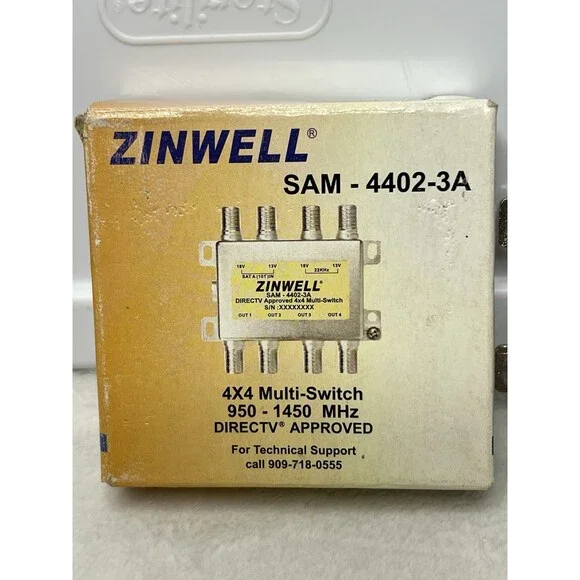 Sterilite
ZINWELL®
SAM - 4402-3A
18V 13V 18V 13V
SAT A (101°)IN 22KHz
ZINWELL®
SAM - 4402-3A
DIRECTV Approved 4x4 Multi-Switch
S/N :XXXXXXXX
OUT 1 OUT 2 OUT 3 OUT 4
4X4 Multi-Switch
950 - 1450 MHz
DIRECTV® APPROVED
For Technical Support
call 909-718-0555